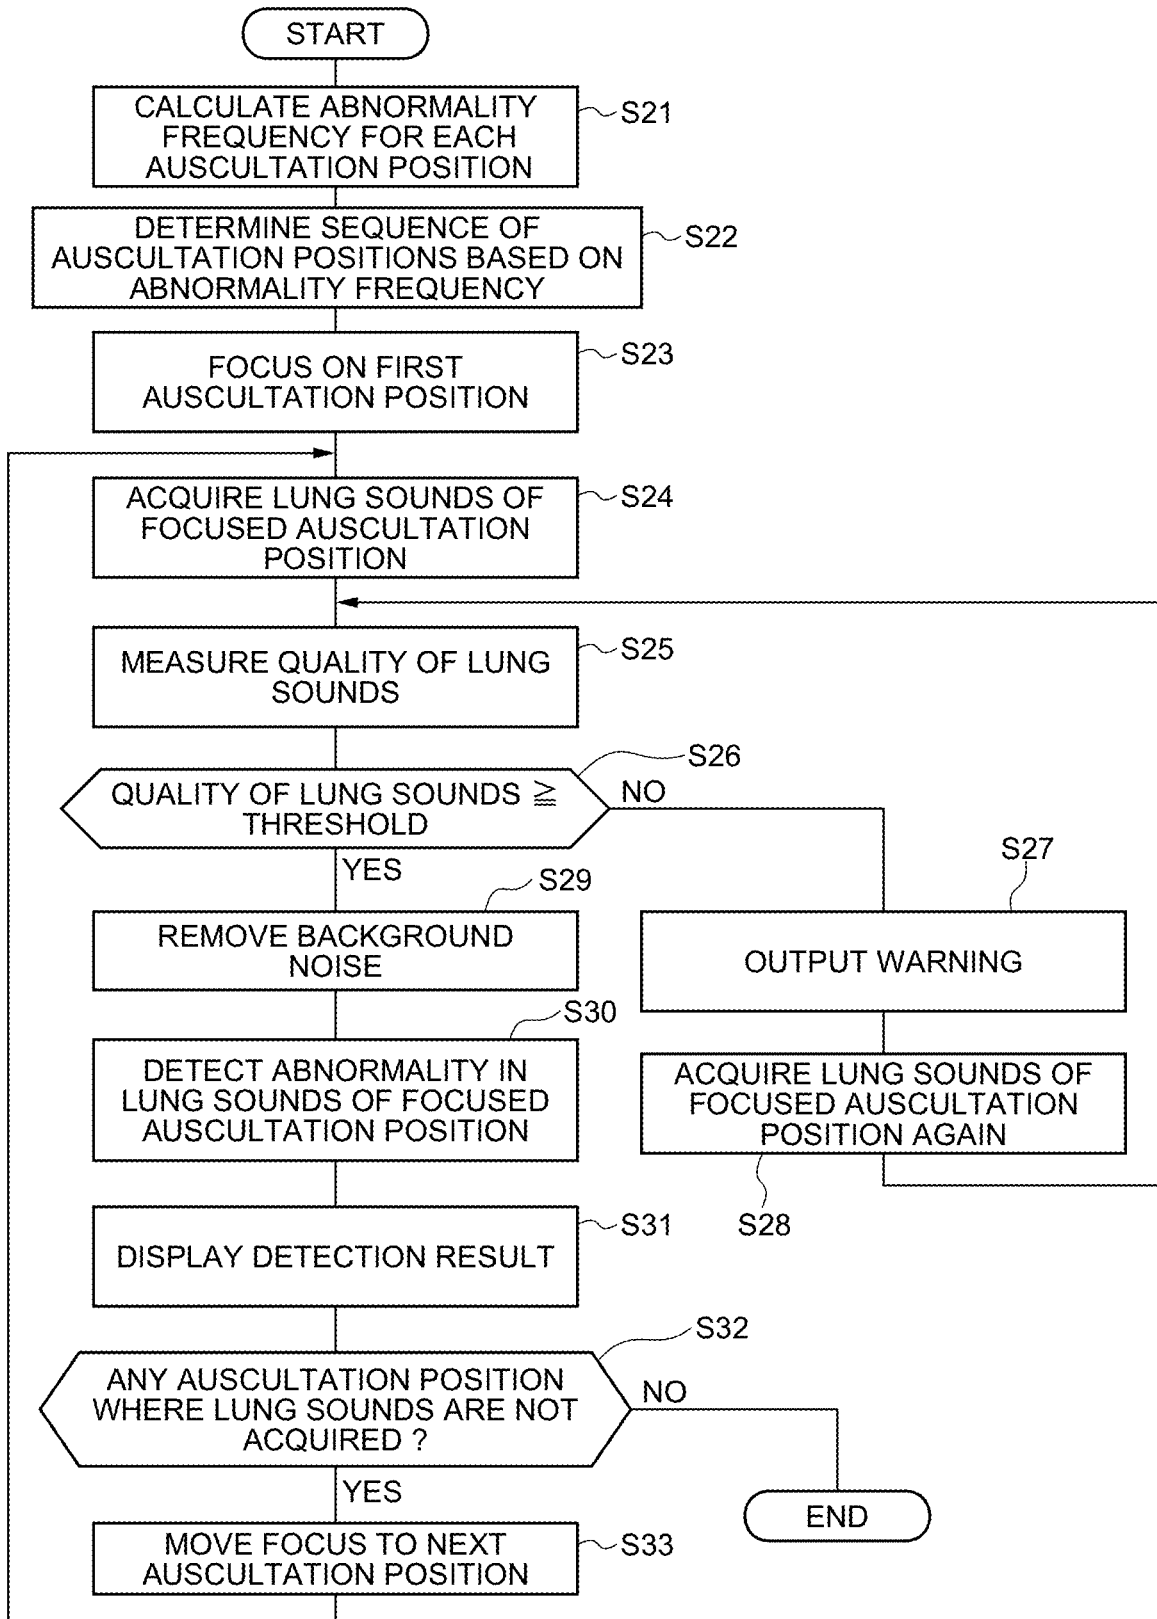 START
CALCULATE ABNORMALITY
FREQUENCY FOR EACH
AUSCULTATION POSITION
S21
DETERMINE SEQUENCE OF
AUSCULTATION POSITIONS BASED ON
ABNORMALITY FREQUENCY
S22
FOCUS ON FIRST
AUSCULTATION POSITION
S23
ACQUIRE LUNG SOUNDS OF
FOCUSED AUSCULTATION
POSITION
S24
MEASURE QUALITY OF LUNG
SOUNDS
S25
QUALITY OF LUNG SOUNDS ≧
THRESHOLD
S26
NO
YES
S27
OUTPUT WARNING
ACQUIRE LUNG SOUNDS OF
FOCUSED AUSCULTATION
POSITION AGAIN
S28
REMOVE BACKGROUND
NOISE
S29
DETECT ABNORMALITY IN
LUNG SOUNDS OF FOCUSED
AUSCULTATION POSITION
S30
DISPLAY DETECTION RESULT
S31
ANY AUSCULTATION POSITION
WHERE LUNG SOUNDS ARE NOT
ACQUIRED ?
S32
NO
YES
END
MOVE FOCUS TO NEXT
AUSCULTATION POSITION
S33